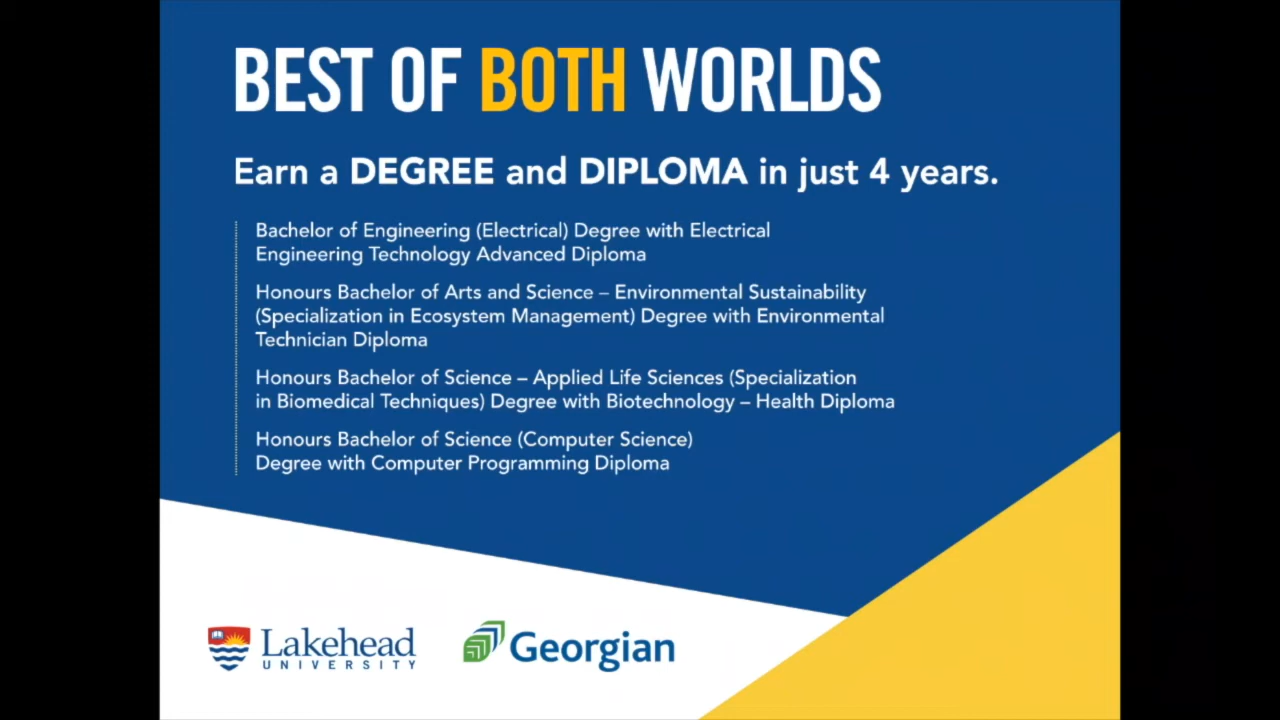 BEST OF BOTH WORLDS
Earn a DEGREE and DIPLOMA in just 4 years.
Bachelor of Engineering (Electrical) Degree with Electrical
Engineering Technology Advanced Diploma
Honours Bachelor of Arts and Science – Environmental Sustainability
(Specialization in Ecosystem Management) Degree with Environmental
Technician Diploma
Honours Bachelor of Science – Applied Life Sciences (Specialization
in Biomedical Techniques) Degree with Biotechnology – Health Diploma
Honours Bachelor of Science (Computer Science)
Degree with Computer Programming Diploma
Lakehead
UNIVERSITY
Georgian